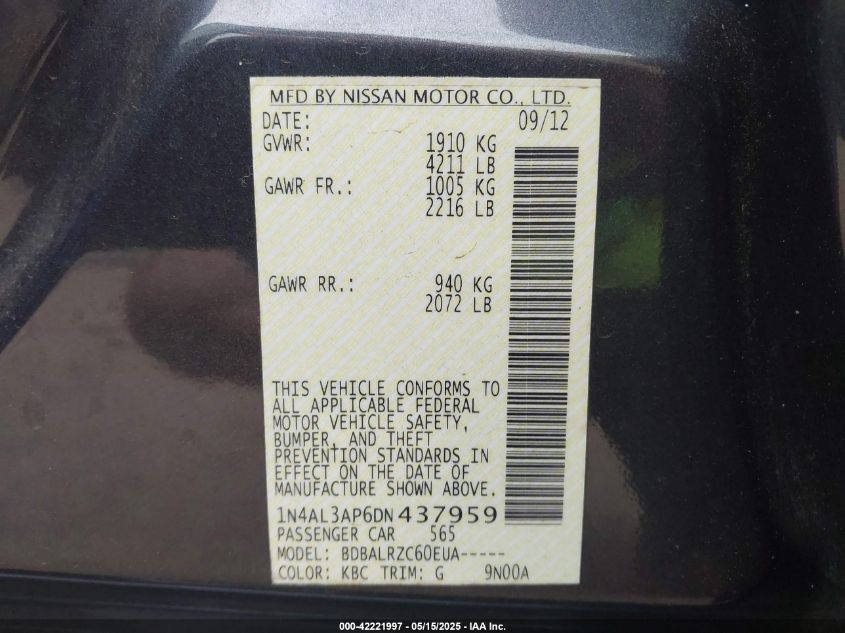 MFD BY NISSAN MOTOR CO., LTD.
DATE: 09/12
GVWR: 1910 KG
4211 LB
GAWR FR.: 1005 KG
2216 LB
GAWR RR.: 940 KG
2072 LB
THIS VEHICLE CONFORMS TO
ALL APPLICABLE FEDERAL
MOTOR VEHICLE SAFETY,
BUMPER, AND THEFT
PREVENTION STANDARDS IN
EFFECT ON THE DATE OF
MANUFACTURE SHOWN ABOVE.
1N4AL3AP6DN437959
PASSENGER CAR 565
MODEL: BDBALRZC60EUA-----
COLOR: KBC TRIM: G 9N00A
000-42221997 - 05/15/2025 - IAA Inc.